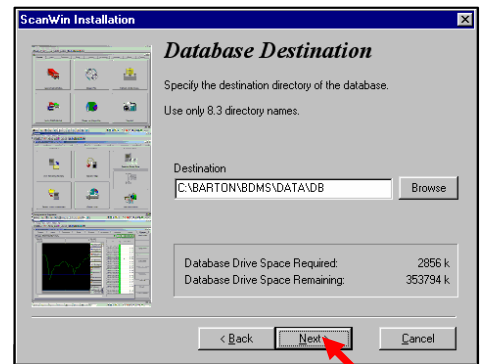 ScanWin Installation
Database Destination
Specify the destination directory of the database.
Use only 8.3 directory names.
Destination
C:\BARTON\BDMS\DATA\DB
Browse
Database Drive Space Required: 2856 k
Database Drive Space Remaining: 353794 k
< Back
Next
Cancel